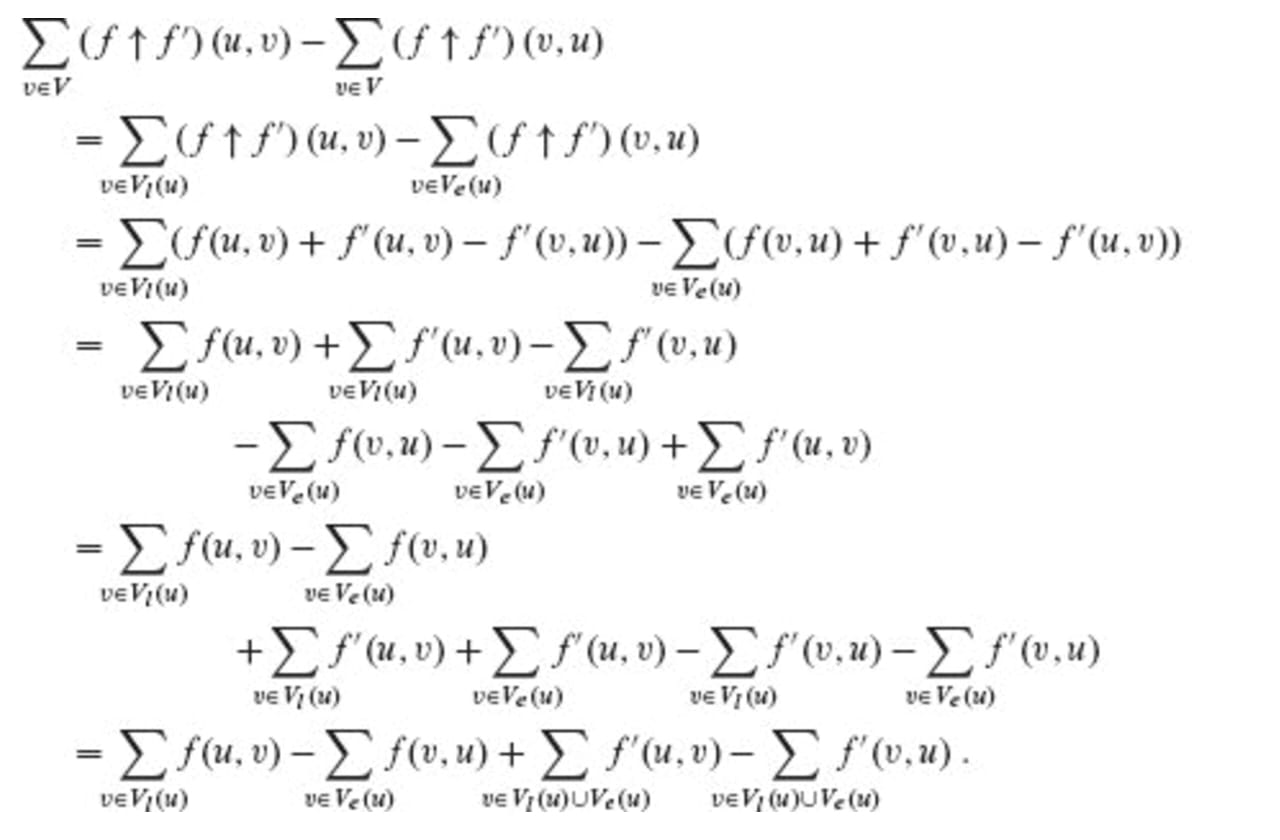 ∑_{v∈V} (f ↑ f′)(u, v) − ∑_{v∈V} (f ↑ f′)(v, u)
= ∑_{v∈V_l(u)} (f ↑ f′)(u, v) − ∑_{v∈V_e(u)} (f ↑ f′)(v, u)
= ∑_{v∈V_l(u)} (f(u, v) + f′(u, v) − f′(v, u)) − ∑_{v∈V_e(u)} (f(v, u) + f′(v, u) − f′(u, v))
= ∑_{v∈V_l(u)} f(u, v) + ∑_{v∈V_l(u)} f′(u, v) − ∑_{v∈V_l(u)} f′(v, u)
− ∑_{v∈V_e(u)} f(v, u) − ∑_{v∈V_e(u)} f′(v, u) + ∑_{v∈V_e(u)} f′(u, v)
= ∑_{v∈V_l(u)} f(u, v) − ∑_{v∈V_e(u)} f(v, u)
+ ∑_{v∈V_l(u)} f′(u, v) + ∑_{v∈V_e(u)} f′(u, v) − ∑_{v∈V_l(u)} f′(v, u) − ∑_{v∈V_e(u)} f′(v, u)
= ∑_{v∈V_l(u)} f(u, v) − ∑_{v∈V_e(u)} f(v, u) + ∑_{v∈V_l(u)∪V_e(u)} f′(u, v) − ∑_{v∈V_l(u)∪V_e(u)} f′(v, u) .